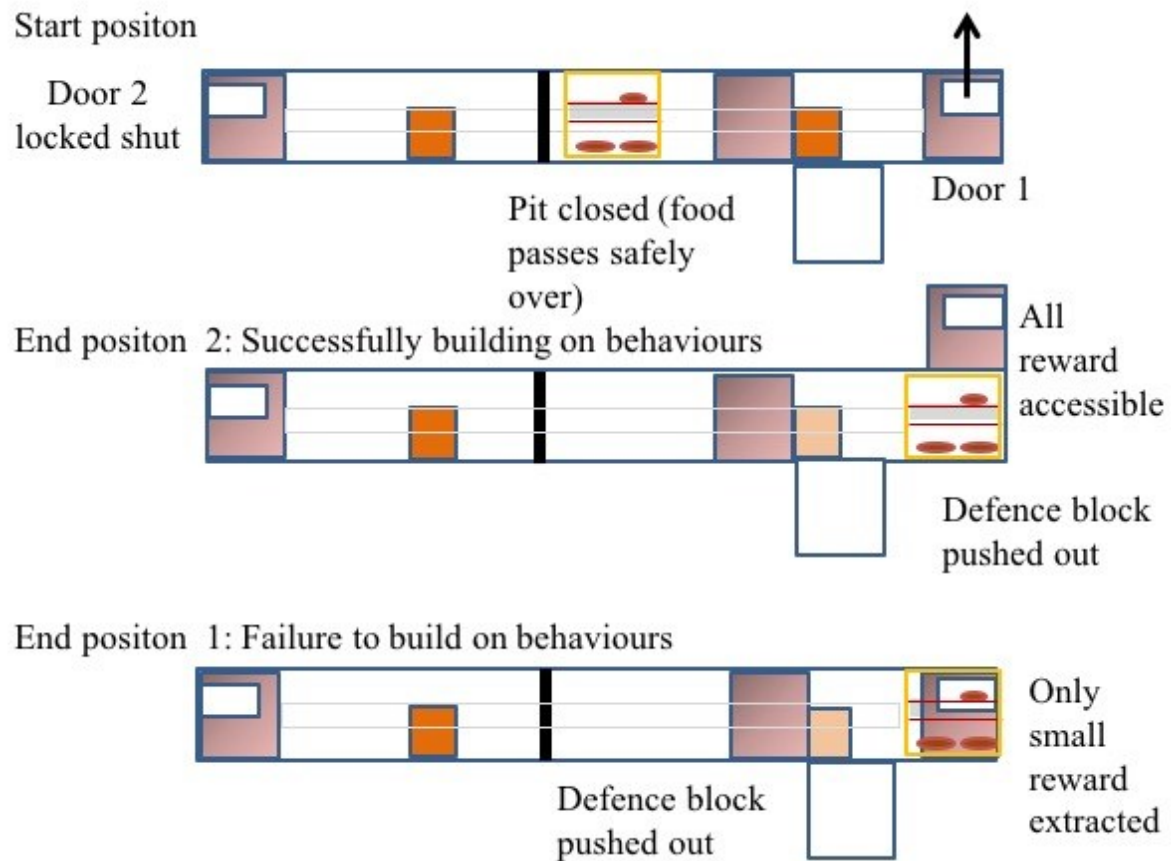 Start positon
Door 2
locked shut
Door 1
Pit closed (food
passes safely
over)
End positon 2: Successfully building on behaviours
All
reward
accessible
Defence block
pushed out
End positon 1: Failure to build on behaviours
Only
small
reward
extracted
Defence block
pushed out